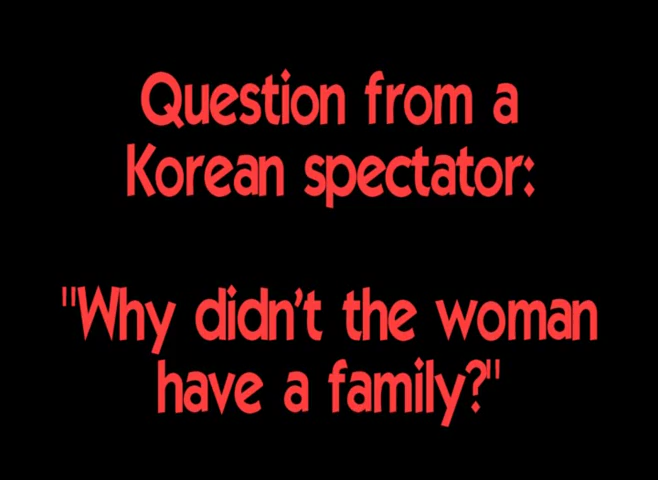 Question from a
Korean spectator:
"Why didn't the woman
have a family?"